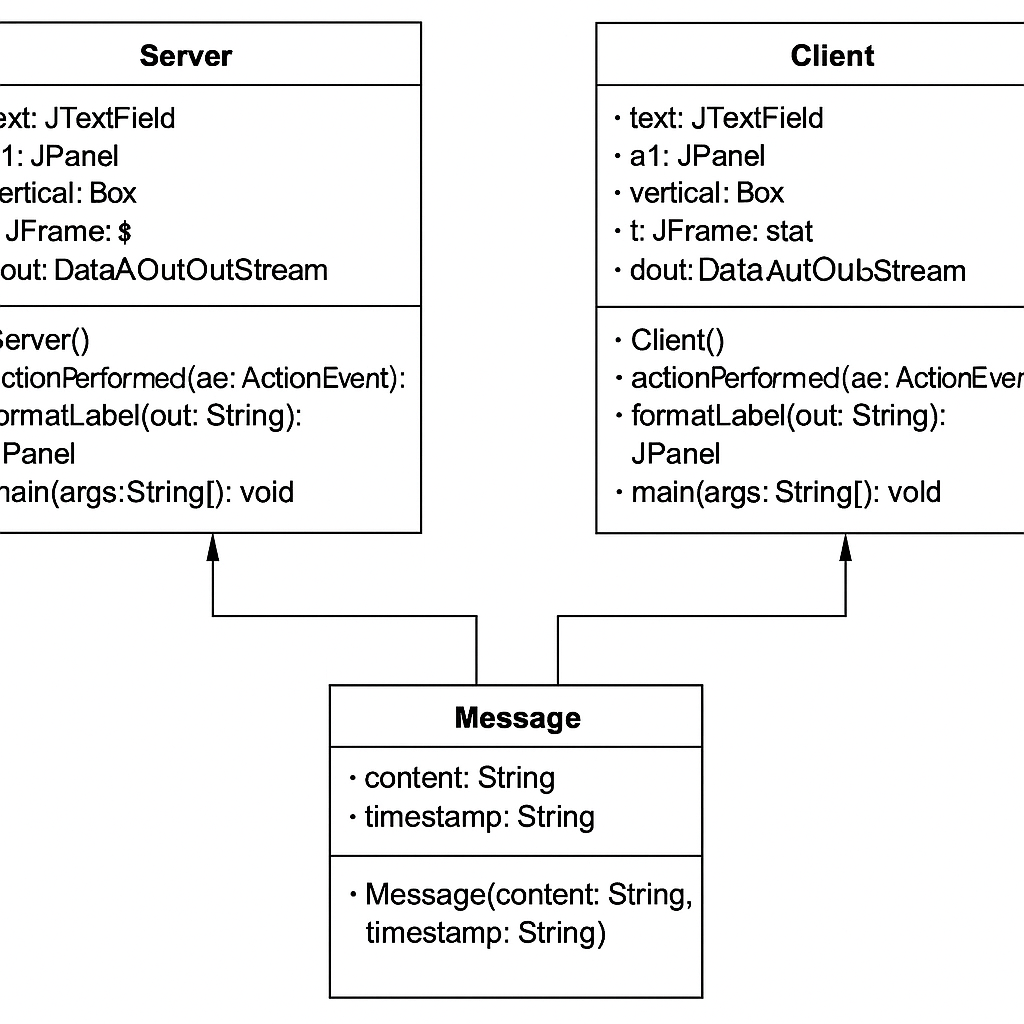 Server
ext: JTextField
1: JPanel
ertical: Box
JFrame: $
out: DataAOutOutStream
Server()
ctionPerformed(ae: ActionEvent):
ormatLabel(out: String):
Panel
main(args:String[]): void
Client
· text: JTextField
· a1: JPanel
· vertical: Box
· t: JFrame: stat
· dout: DataAutOubStream
· Client()
· actionPerformed(ae: ActionEver
· formatLabel(out: String):
JPanel
· main(args: String[]): vold
Message
· content: String
· timestamp: String
· Message(content: String,
timestamp: String)